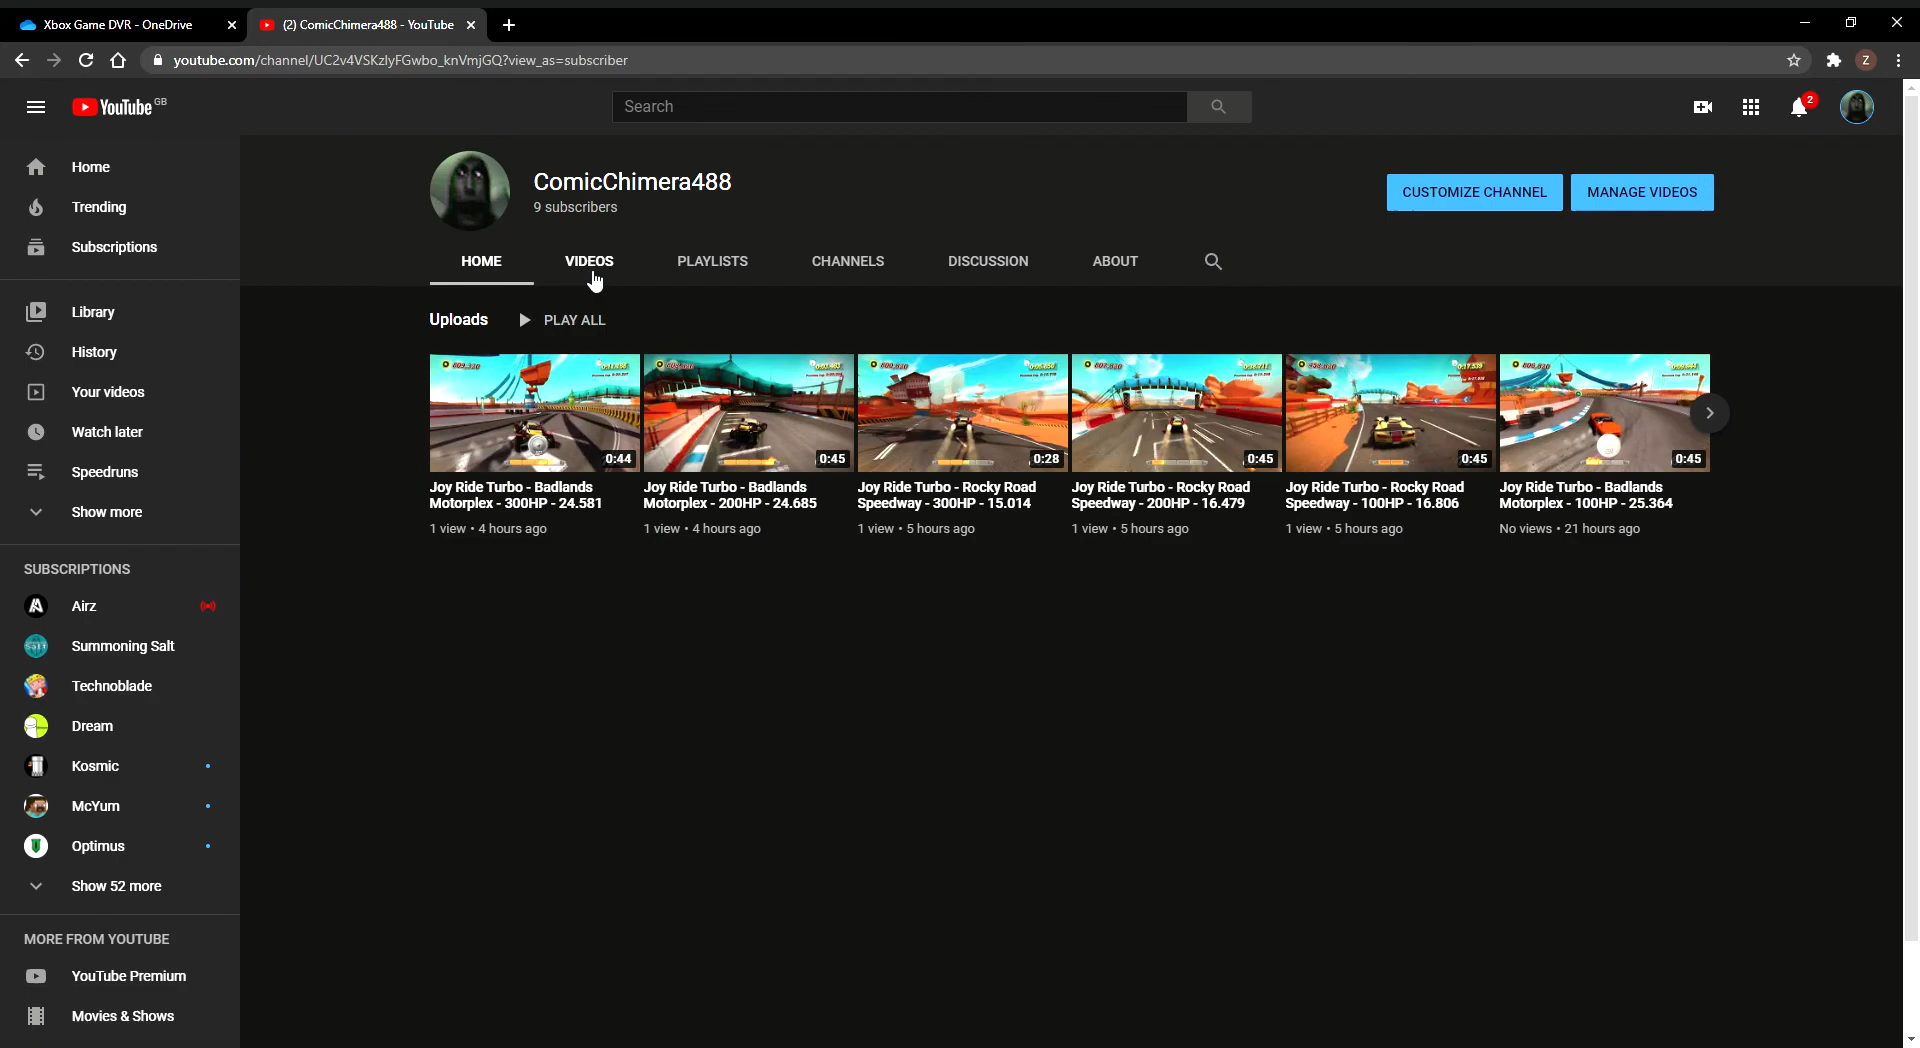 Xbox Game DVR - OneDrive
(2) ComicChimera488 - YouTube
youtube.com/channel/UC2v4VSKzlyFGwbo_knVmjGQ?view_as=subscriber
Z
YouTube GB
Search
2
Home
Trending
Subscriptions
Library
History
Your videos
Watch later
Speedruns
Show more
SUBSCRIPTIONS
Airz
Summoning Salt
Technoblade
Dream
Kosmic
McYum
Optimus
Show 52 more
MORE FROM YOUTUBE
YouTube Premium
Movies & Shows
ComicChimera488
9 subscribers
CUSTOMIZE CHANNEL
MANAGE VIDEOS
HOME
VIDEOS
PLAYLISTS
CHANNELS
DISCUSSION
ABOUT
Uploads
PLAY ALL
0:44
Joy Ride Turbo - Badlands
Motorplex - 300HP - 24.581
1 view • 4 hours ago
0:45
Joy Ride Turbo - Badlands
Motorplex - 200HP - 24.685
1 view • 4 hours ago
0:28
Joy Ride Turbo - Rocky Road
Speedway - 300HP - 15.014
1 view • 5 hours ago
0:45
Joy Ride Turbo - Rocky Road
Speedway - 200HP - 16.479
1 view • 5 hours ago
0:45
Joy Ride Turbo - Rocky Road
Speedway - 100HP - 16.806
1 view • 5 hours ago
0:45
Joy Ride Turbo - Badlands
Motorplex - 100HP - 25.364
No views • 21 hours ago